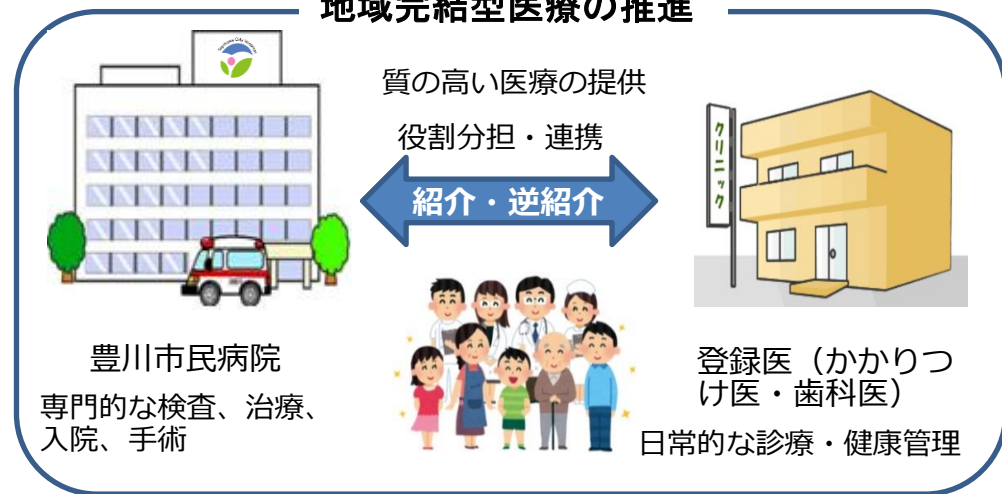 地域完結型医療の推進
質の高い医療の提供
役割分担・連携
紹介・逆紹介
クリニック
豊川市民病院
専門的な検査、治療、
入院、手術
登録医（かかりつ
け医・歯科医）
日常的な診療・健康管理